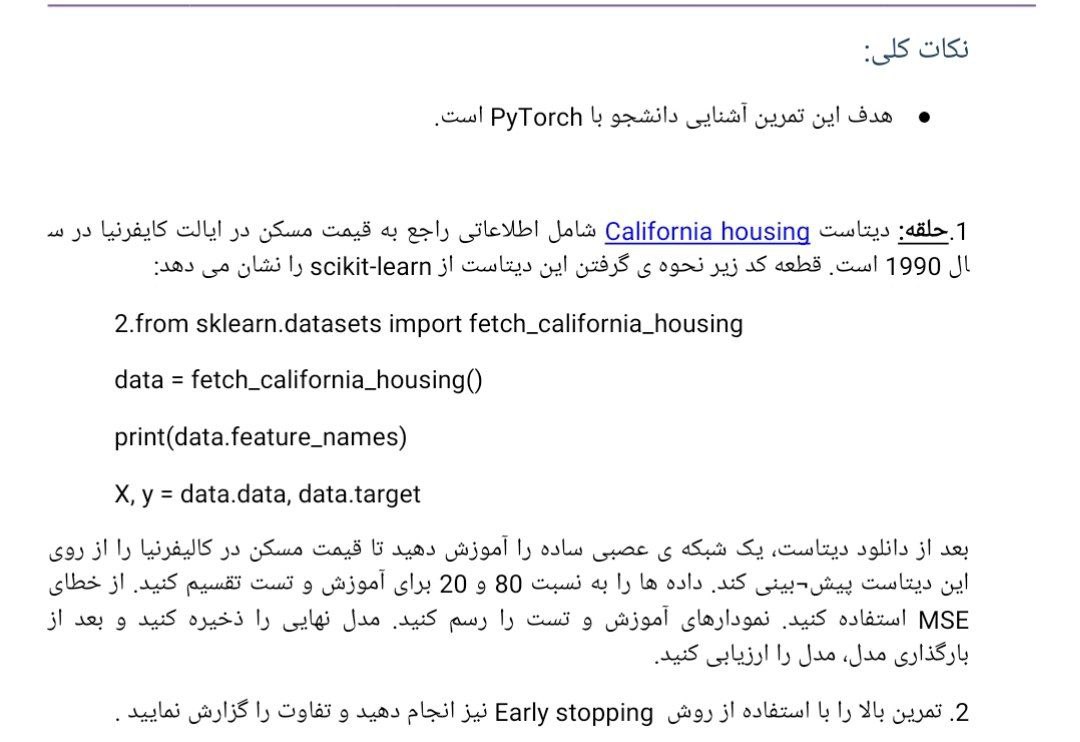 نکات کلی:
● هدف این تمرین آشنایی دانشجو با PyTorch است.
1.حلقه: دیتاست California housing شامل اطلاعاتی راجع به قیمت مسکن در ایالت کایفرنیا در س
ال 1990 است. قطعه کد زیر نحوه ی گرفتن این دیتاست از scikit-learn را نشان می دهد:
2.from sklearn.datasets import fetch_california_housing
data = fetch_california_housing()
print(data.feature_names)
X, y = data.data, data.target
بعد از دانلود دیتاست، یک شبکه ی عصبی ساده را آموزش دهید تا قیمت مسکن در کالیفرنیا را از روی
این دیتاست پیش¬بینی کند. داده ها را به نسبت 80 و 20 برای آموزش و تست تقسیم کنید. از خطای
MSE استفاده کنید. نمودارهای آموزش و تست را رسم کنید. مدل نهایی را ذخیره کنید و بعد از
بارگذاری مدل، مدل را ارزیابی کنید.
2. تمرین بالا را با استفاده از روش Early stopping نیز انجام دهید و تفاوت را گزارش نمایید .